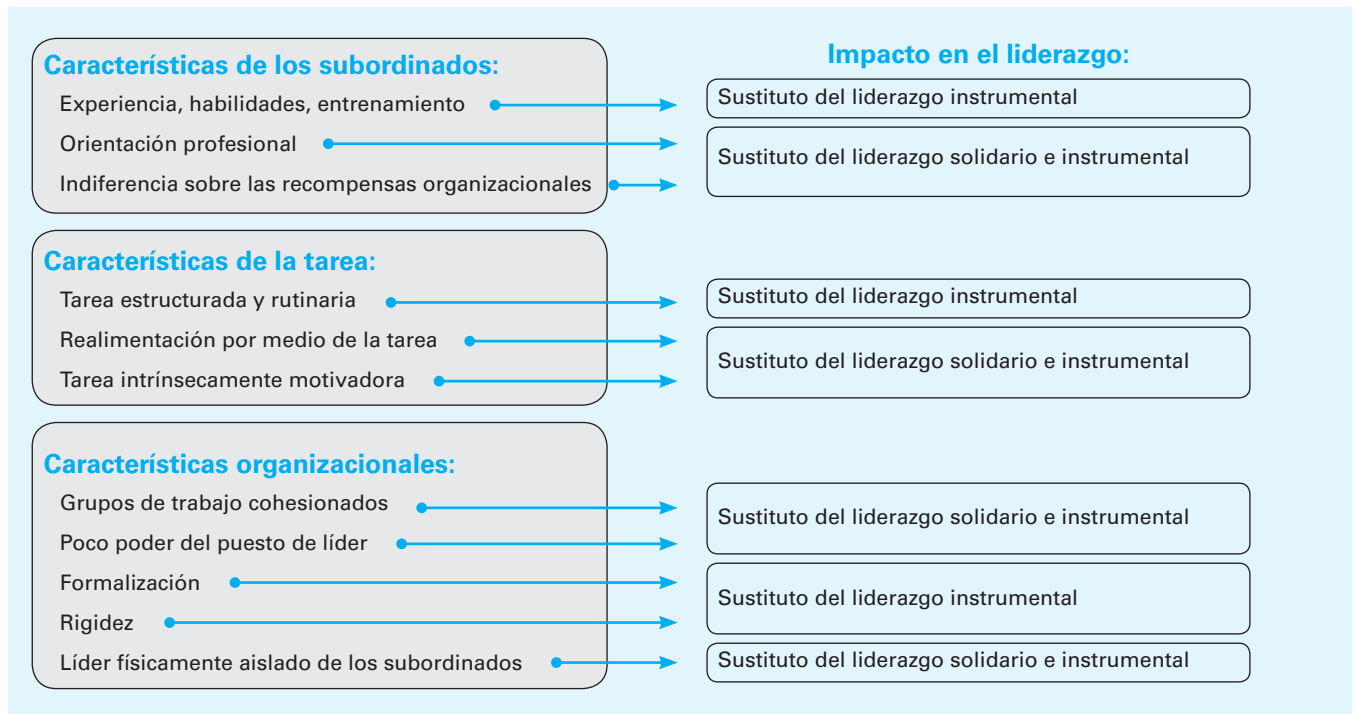 Características de los subordinados:
Experiencia, habilidades, entrenamiento
Orientación profesional
Indiferencia sobre las recompensas organizacionales
Impacto en el liderazgo:
Sustituto del liderazgo instrumental
Sustituto del liderazgo solidario e instrumental
Características de la tarea:
Tarea estructurada y rutinaria
Realimentación por medio de la tarea
Tarea intrínsecamente motivadora
Sustituto del liderazgo instrumental
Sustituto del liderazgo solidario e instrumental
Características organizacionales:
Grupos de trabajo cohesionados
Poco poder del puesto de líder
Formalización
Rigidez
Líder físicamente aislado de los subordinados
Sustituto del liderazgo solidario e instrumental
Sustituto del liderazgo instrumental
Sustituto del liderazgo solidario e instrumental